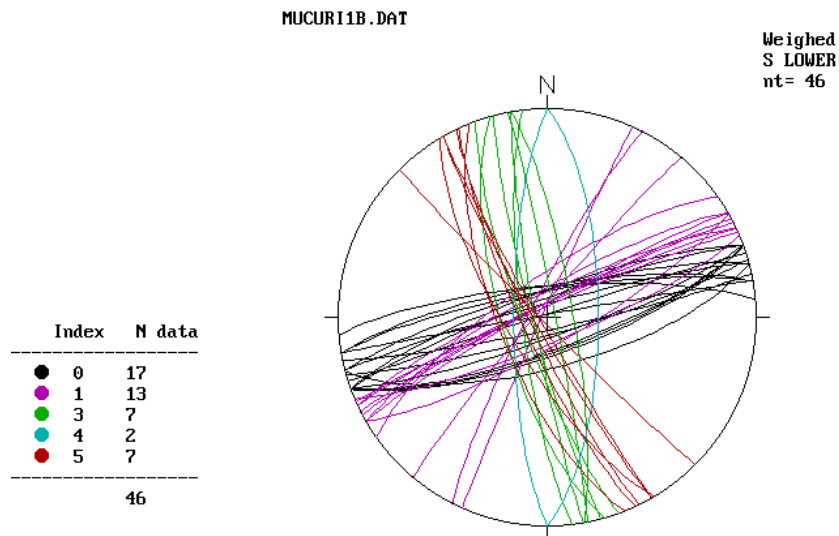 MUCURI1B.DAT
Weighed
S LOWER
nt= 46
N
Index N data
0 17
1 13
3 7
4 2
5 7
46